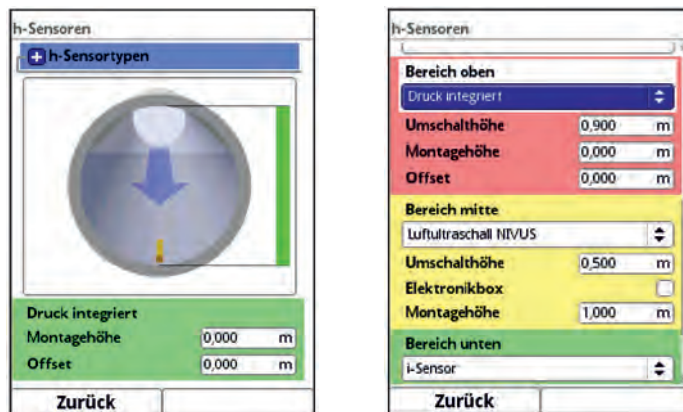 h-Sensoren
h-Sensortypen
Druck integriert
Montagehöhe 0,000 m
Offset 0,000 m
Zurück
h-Sensoren
Bereich oben
Druck integriert
Umschalthöhe 0,900 m
Montagehöhe 0,000 m
Offset 0,000 m
Bereich mitte
Luftultraschall NIVUS
Umschalthöhe 0,500 m
Elektronikbox
Montagehöhe 1,000 m
Bereich unten
i-Sensor
Zurück